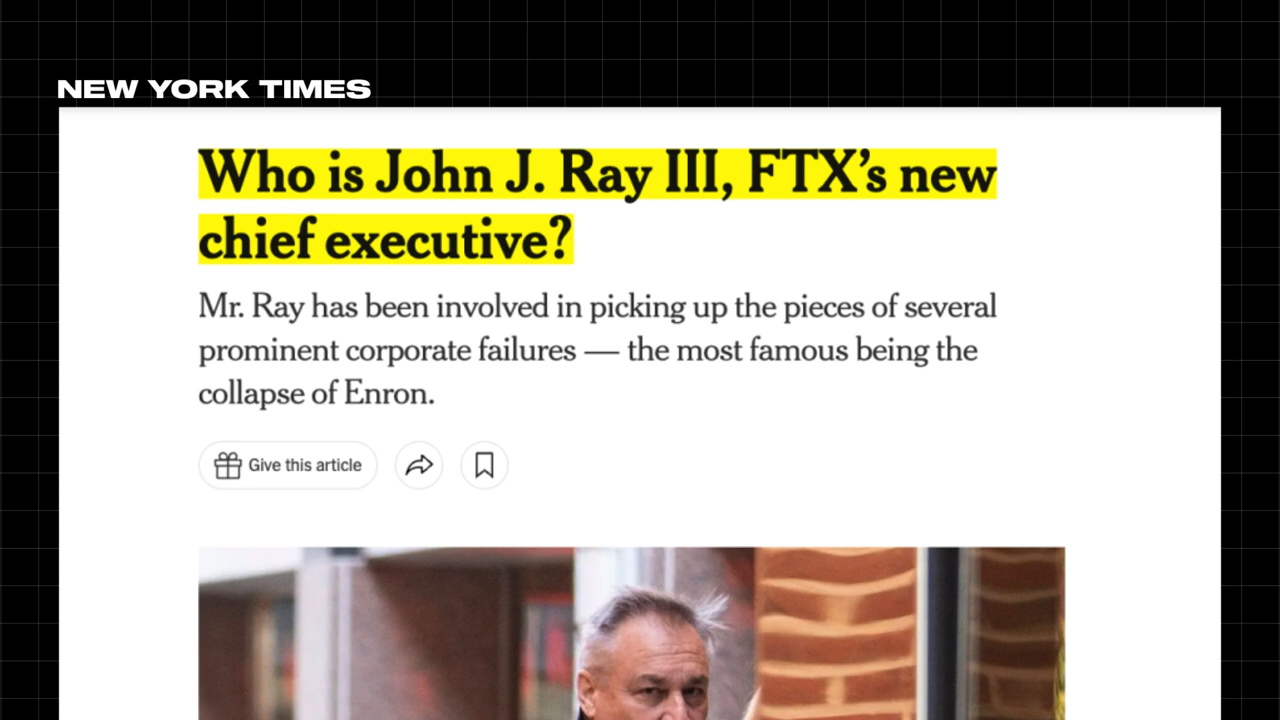 NEW YORK TIMES
Who is John J. Ray III, FTX’s new
chief executive?
Mr. Ray has been involved in picking up the pieces of several
prominent corporate failures — the most famous being the
collapse of Enron.
Give this article